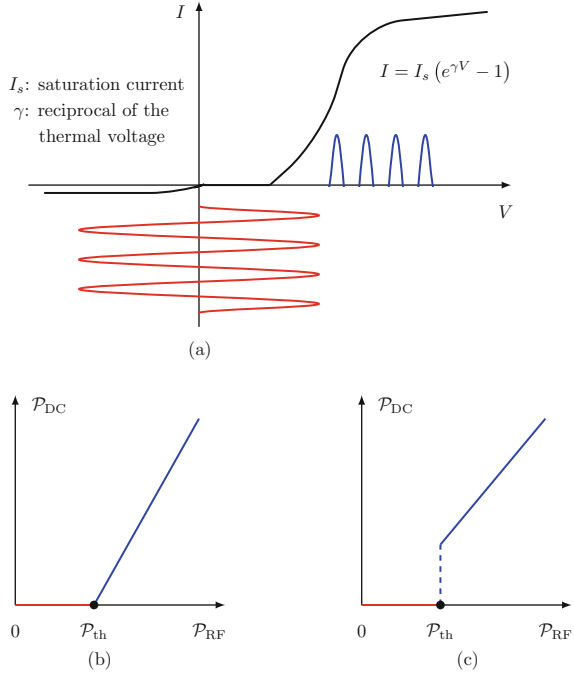 I
I_s: saturation current
γ: reciprocal of the
thermal voltage
I = I_s (e^{γV} − 1)
V
(a)
𝒫_DC
0
𝒫_th
𝒫_RF
(b)
𝒫_DC
0
𝒫_th
𝒫_RF
(c)